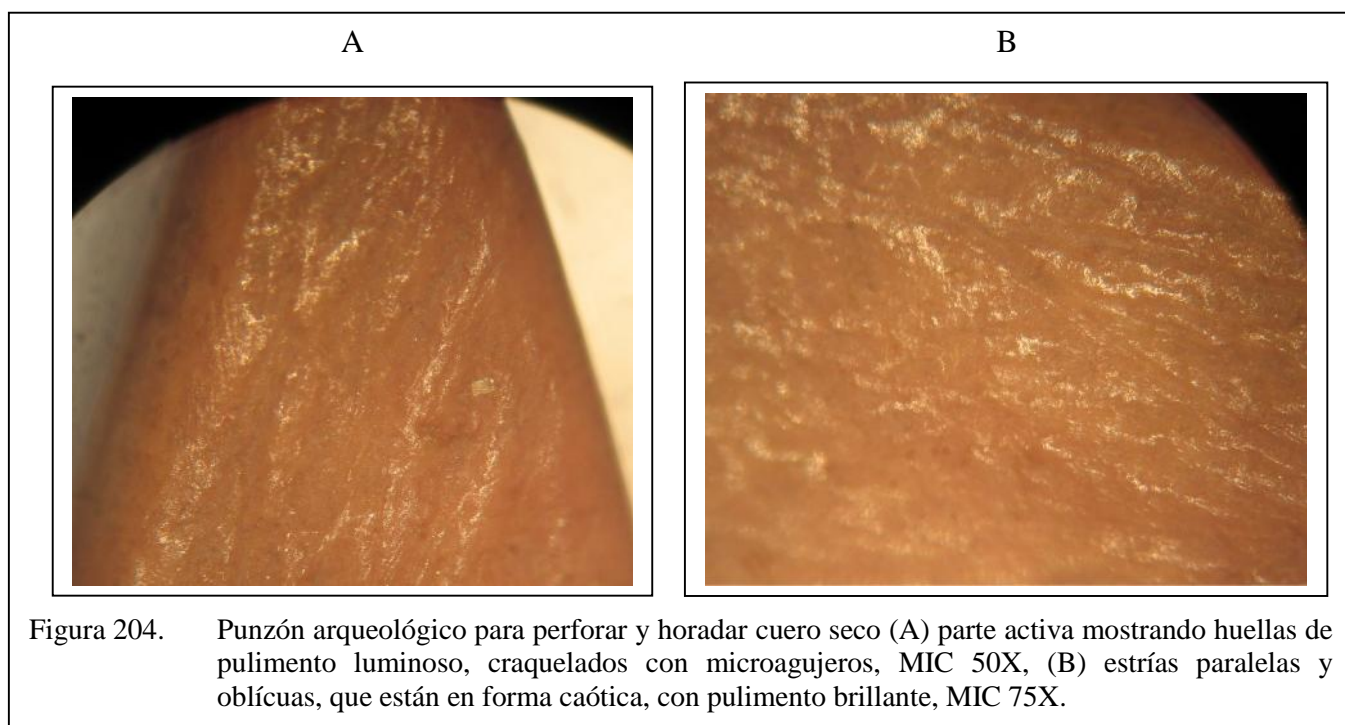 A B
Figura 204. Punzón arqueológico para perforar y horadar cuero seco (A) parte activa mostrando huellas de
pulimento luminoso, craquelados con microagujeros, MIC 50X, (B) estrías paralelas y
oblícuas, que están en forma caótica, con pulimento brillante, MIC 75X.